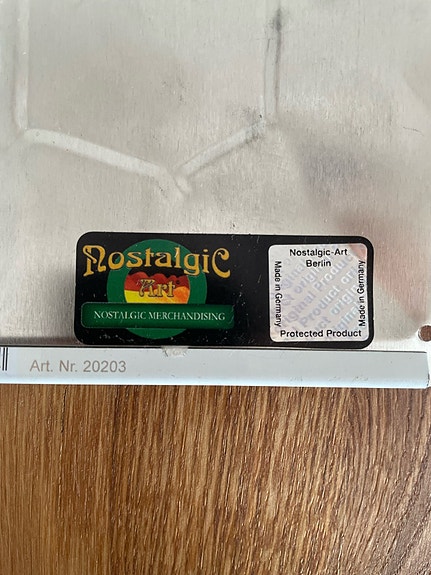 Nostalgic
Art
NOSTALGIC MERCHANDISING
Nostalgic-Art
Berlin
Made in Germany
Made in Germany
Protected Product
Art. Nr. 20203